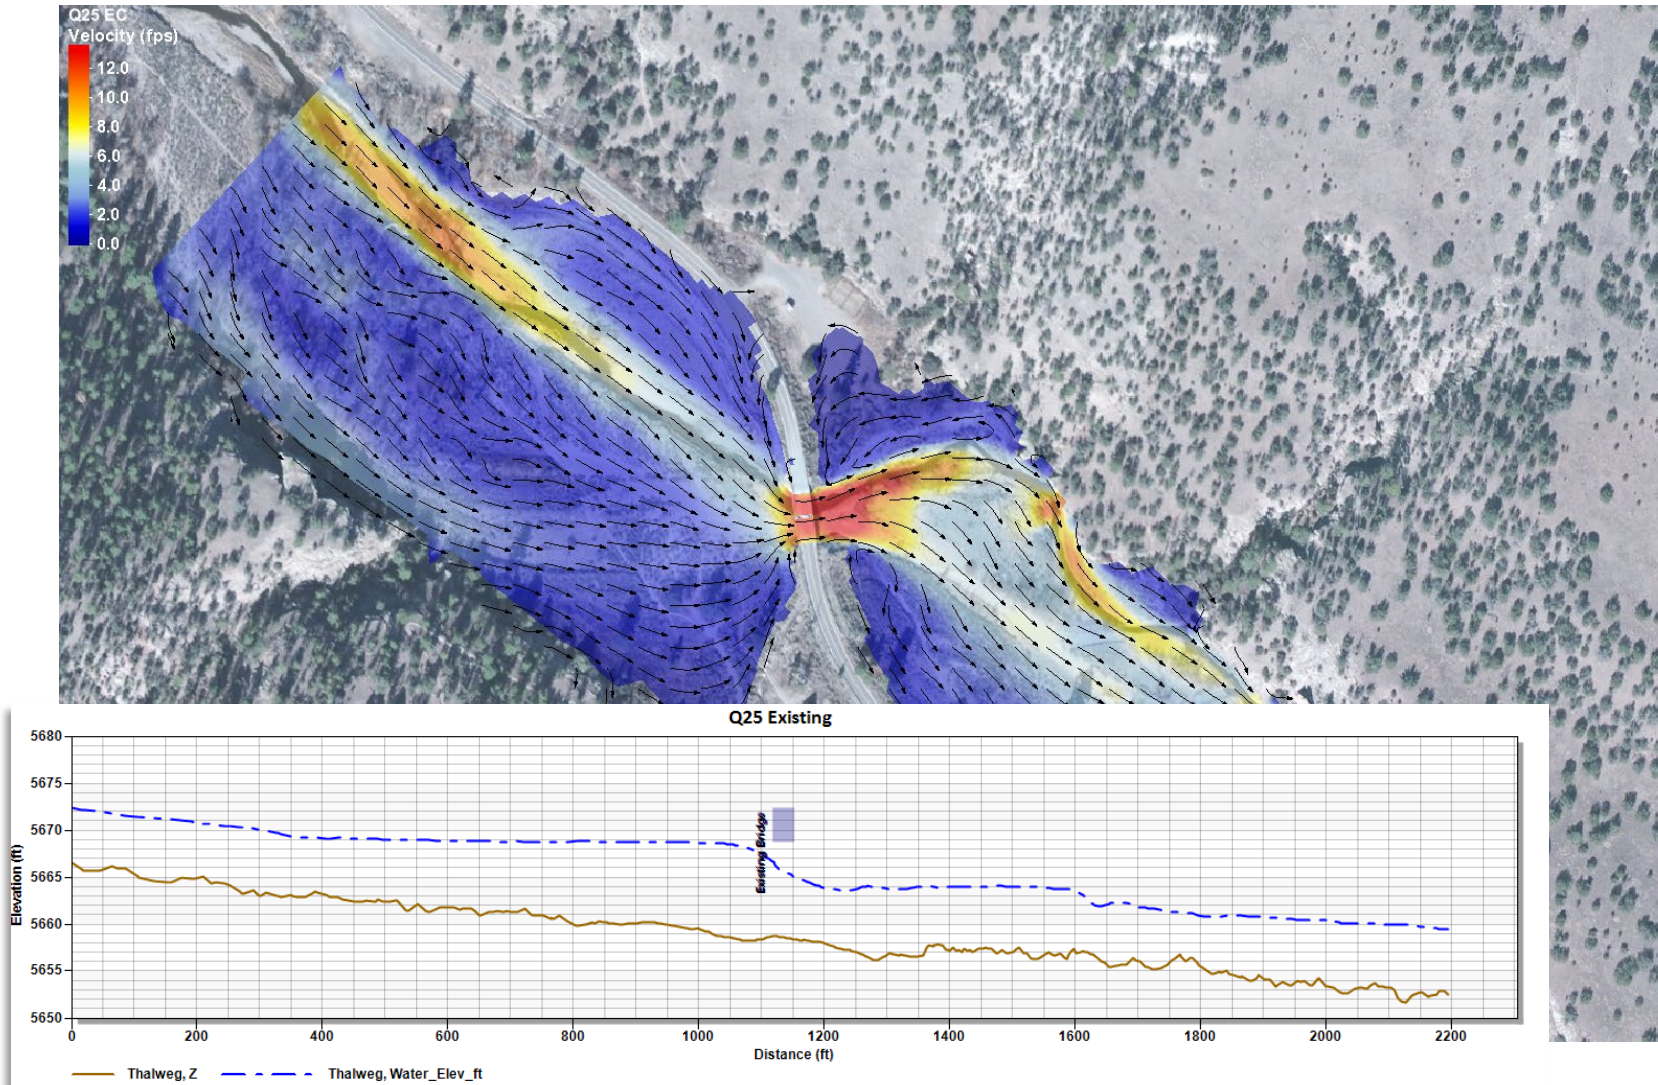 Q25 EC
Velocity (fps)
12.0
10.0
8.0
6.0
4.0
2.0
0.0
Q25 Existing
5680
5675
5670
5665
5660
5655
5650
Elevation (ft)
Existing Bridge
0 200 400 600 800 1000 1200 1400 1600 1800 2000 2200
Distance (ft)
Thalweg, Z Thalweg, Water_Elev_ft